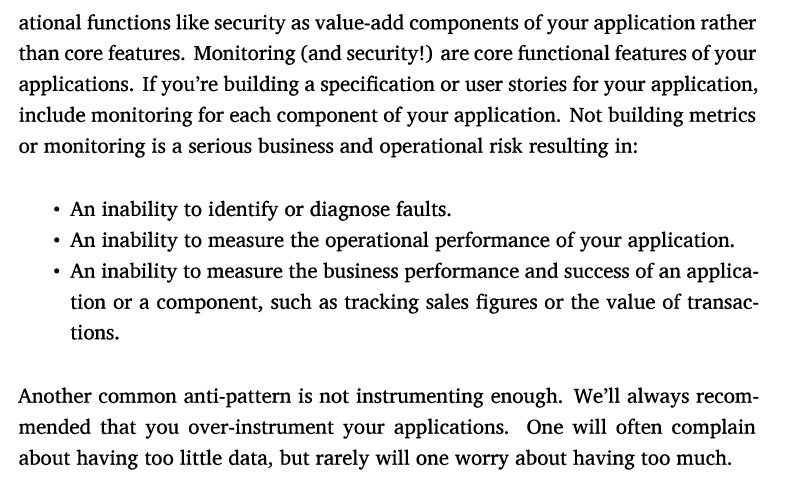 ational functions like security as value-add components of your application rather
than core features. Monitoring (and security!) are core functional features of your
applications. If you’re building a specification or user stories for your application,
include monitoring for each component of your application. Not building metrics
or monitoring is a serious business and operational risk resulting in:
• An inability to identify or diagnose faults.
• An inability to measure the operational performance of your application.
• An inability to measure the business performance and success of an applica-
tion or a component, such as tracking sales figures or the value of transac-
tions.
Another common anti-pattern is not instrumenting enough. We’ll always recom-
mended that you over-instrument your applications. One will often complain
about having too little data, but rarely will one worry about having too much.